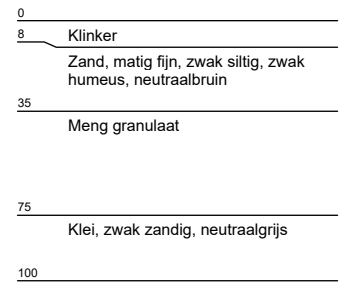 0
8
Klinker
Zand, matig fijn, zwak siltig, zwak
humeus, neutraalbruin
35
Meng granulaat
75
Klei, zwak zandig, neutraalgrijs
100